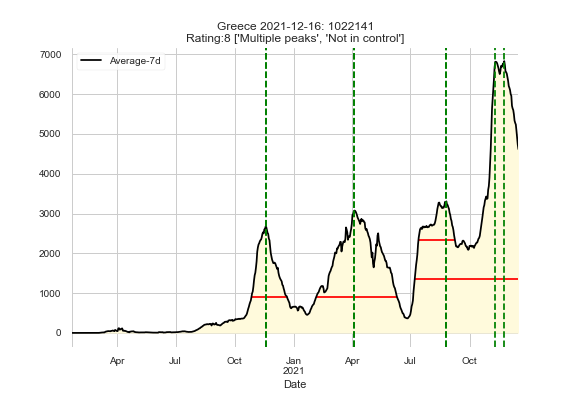 Greece 2021-12-16: 1022141
Rating:8 ['Multiple peaks', 'Not in control']
Average-7d
7000
6000
5000
4000
3000
2000
1000
0
Apr Jul Oct Jan Apr Jul Oct
2021
Date